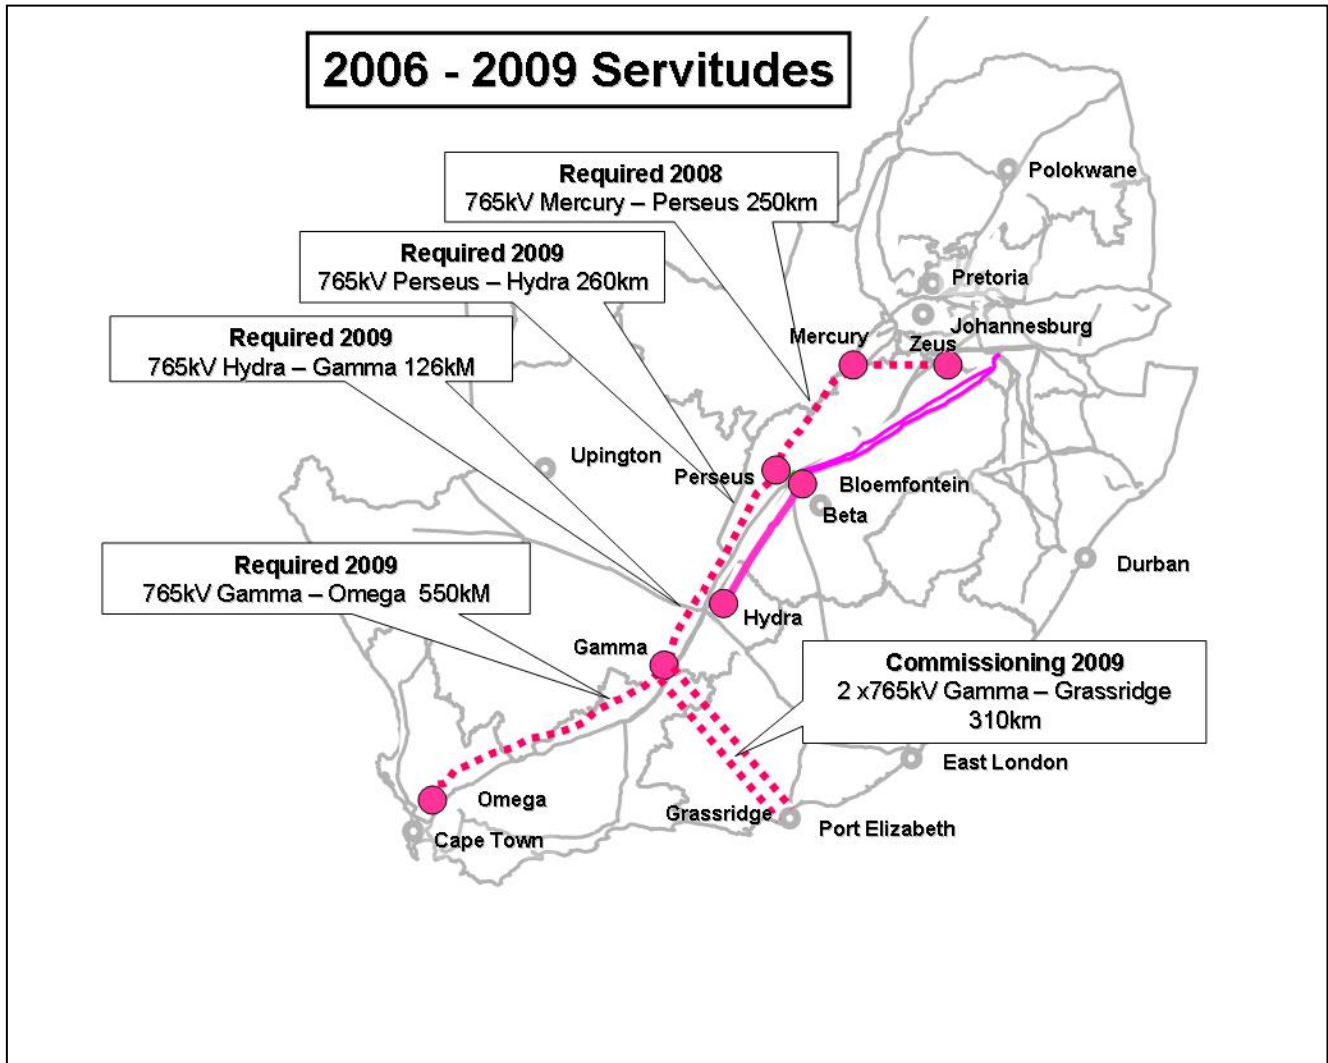 2006 - 2009 Servitudes
Required 2008
765kV Mercury – Perseus 250km
Polokwane
Required 2009
765kV Perseus – Hydra 260km
Pretoria
Required 2009
765kV Hydra – Gamma 126kM
Mercury
Johannesburg
Zeus
Upington
Perseus
Bloemfontein
Beta
Required 2009
765kV Gamma – Omega 550kM
Durban
Hydra
Gamma
Commissioning 2009
2 x765kV Gamma – Grassridge
310km
East London
Omega
Grassridge
Port Elizabeth
Cape Town